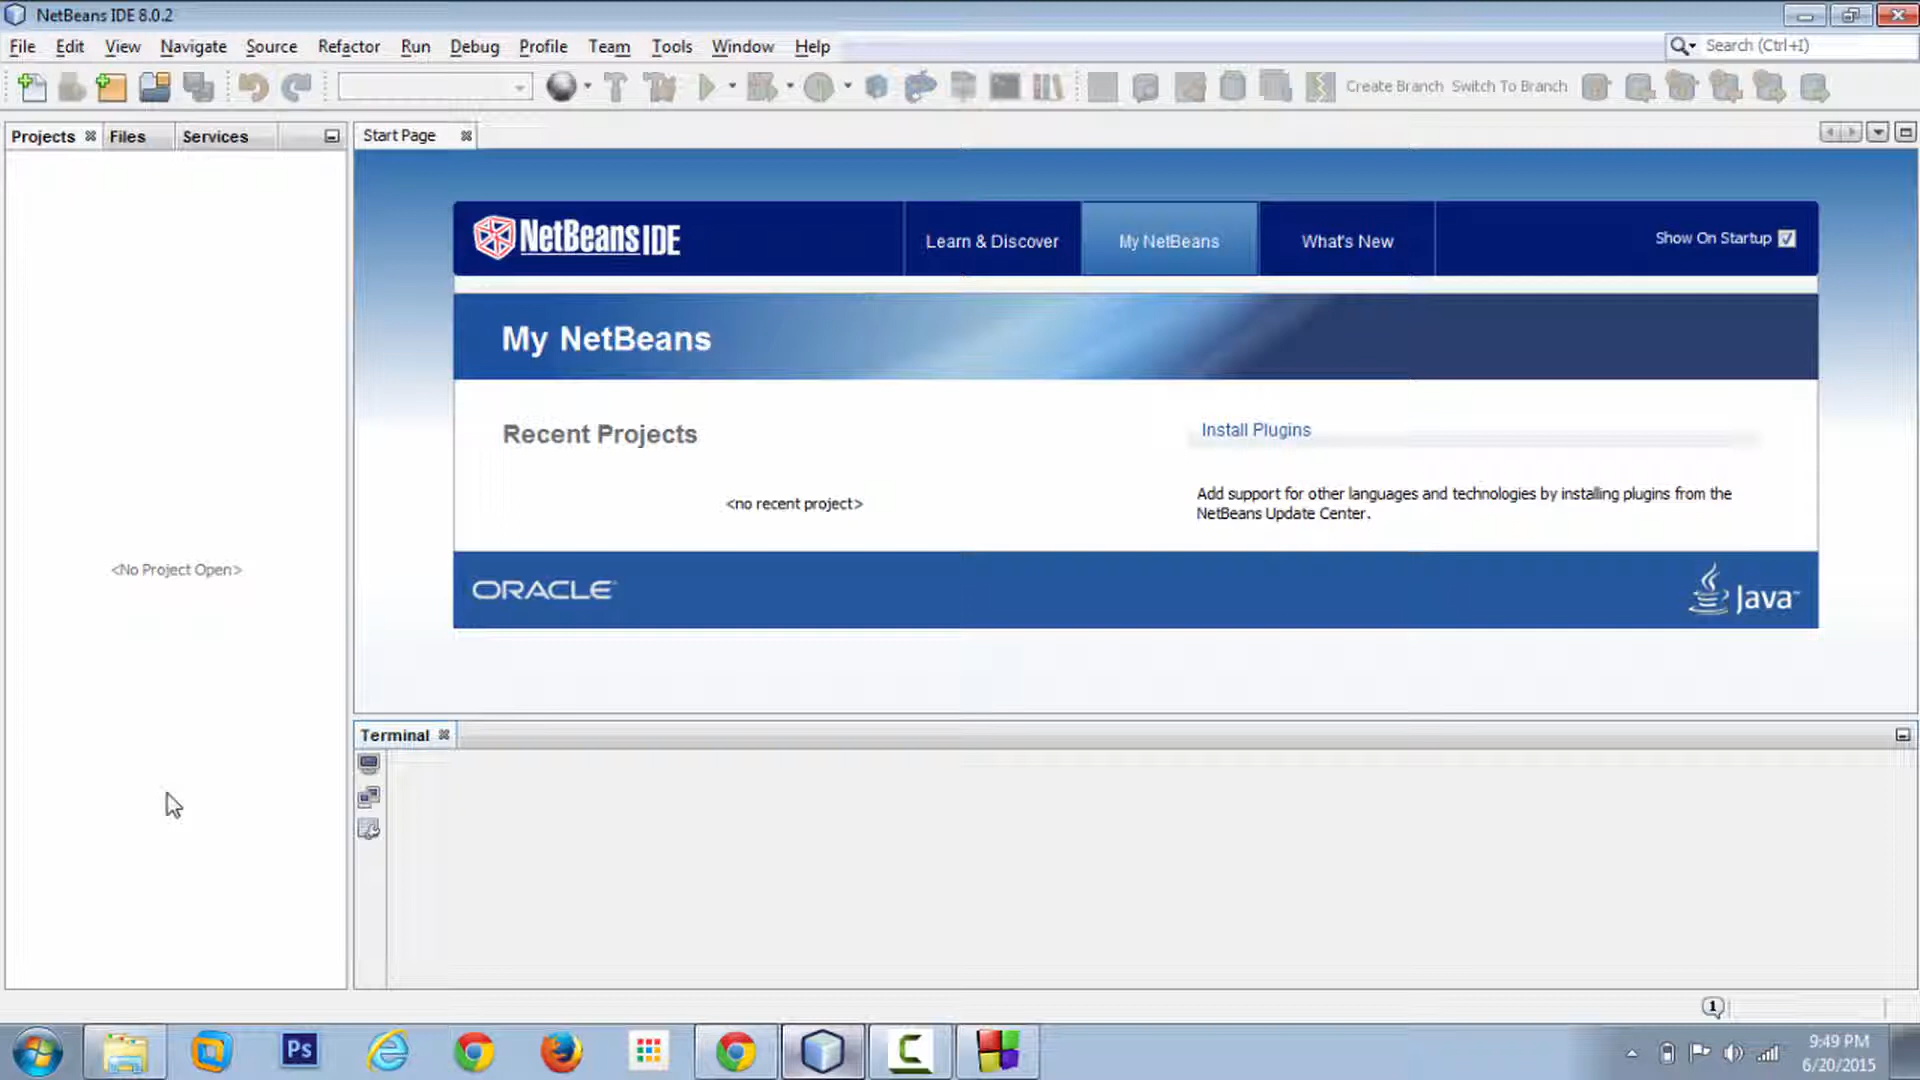 NetBeans IDE 8.0.2
File Edit View Navigate Source Refactor Run Debug Profile Team Tools Window Help
Search (Ctrl+I)
Create Branch Switch To Branch
Projects Files Services
Start Page
NetBeans IDE
Learn & Discover
My NetBeans
What's New
Show On Startup
My NetBeans
Recent Projects
<no recent project>
Install Plugins
Add support for other languages and technologies by installing plugins from the
NetBeans Update Center.
<No Project Open>
ORACLE
Java™
Terminal
1
Ps
9:49 PM
6/20/2015